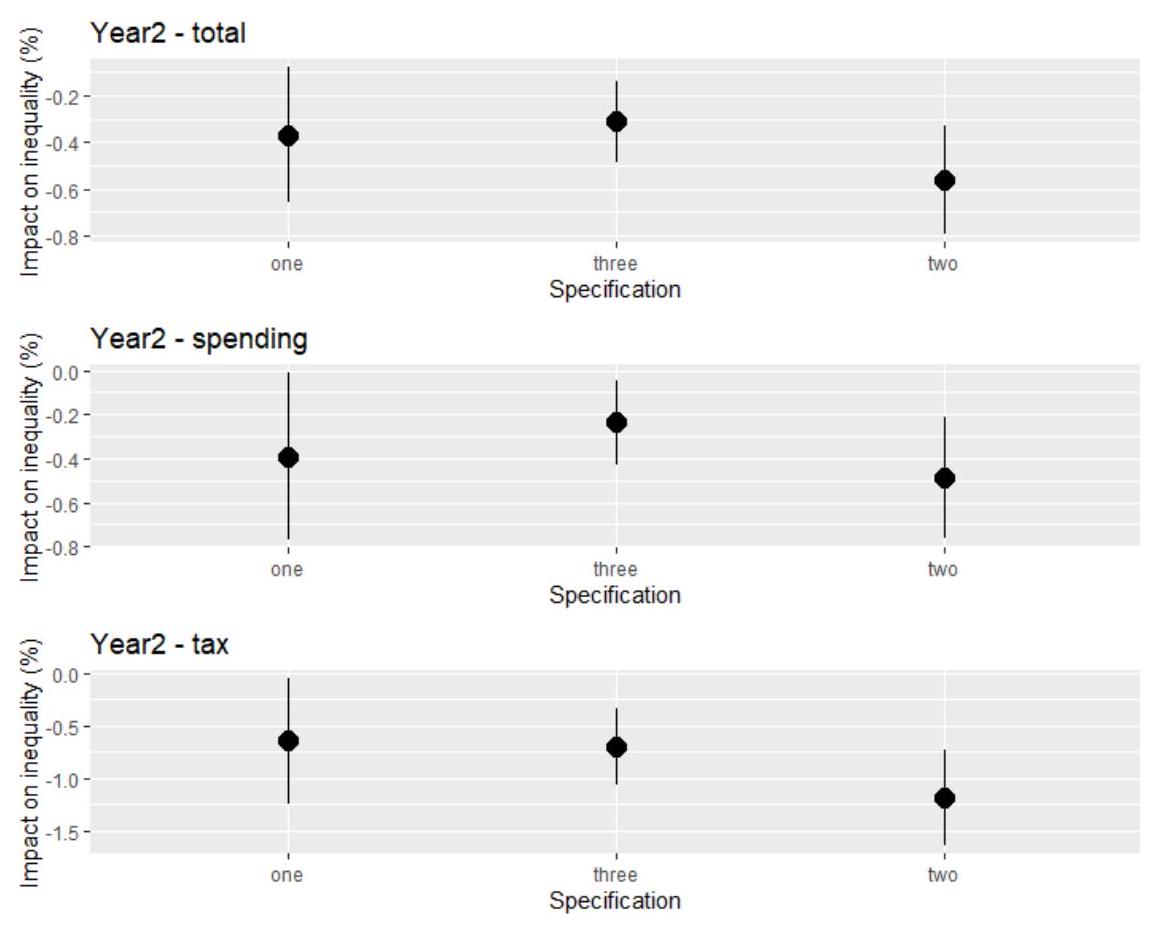 Year2 - total
Impact on inequality (%)
-0.2
-0.4
-0.6
-0.8
one three two
Specification
Year2 - spending
Impact on inequality (%)
0.0
-0.2
-0.4
-0.6
-0.8
one three two
Specification
Year2 - tax
Impact on inequality (%)
0.0
-0.5
-1.0
-1.5
one three two
Specification